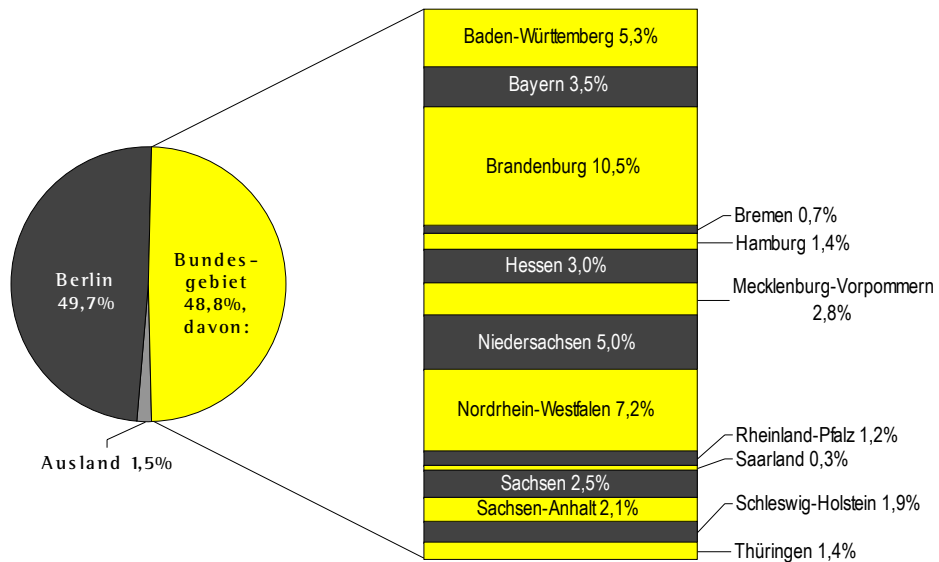 Berlin
49,7%
Bundes-
gebiet
48,8%,
davon:
Ausland 1,5%
Baden-Württemberg 5,3%
Bayern 3,5%
Brandenburg 10,5%
Bremen 0,7%
Hamburg 1,4%
Hessen 3,0%
Mecklenburg-Vorpommern
2,8%
Niedersachsen 5,0%
Nordrhein-Westfalen 7,2%
Rheinland-Pfalz 1,2%
Saarland 0,3%
Sachsen 2,5%
Sachsen-Anhalt 2,1%
Schleswig-Holstein 1,9%
Thüringen 1,4%